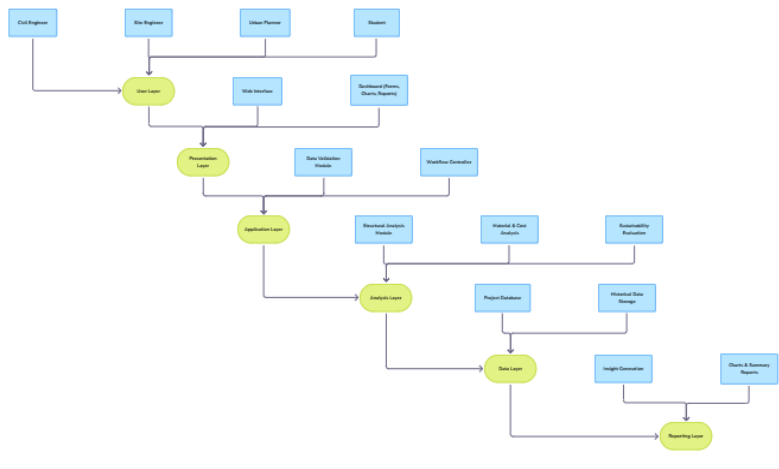 Civil Engineer
Site Engineer
Urban Planner
Student
User Layer
Web Interface
Dashboard (Forms,
Charts, Reports)
Presentation
Layer
Data Validation
Module
Workflow Controller
Application Layer
Structural Analysis
Module
Material & Cost
Analysis
Sustainability
Evaluation
Analysis Layer
Project Database
Historical Data
Storage
Data Layer
Insight Generation
Charts & Summary
Reports
Reporting Layer